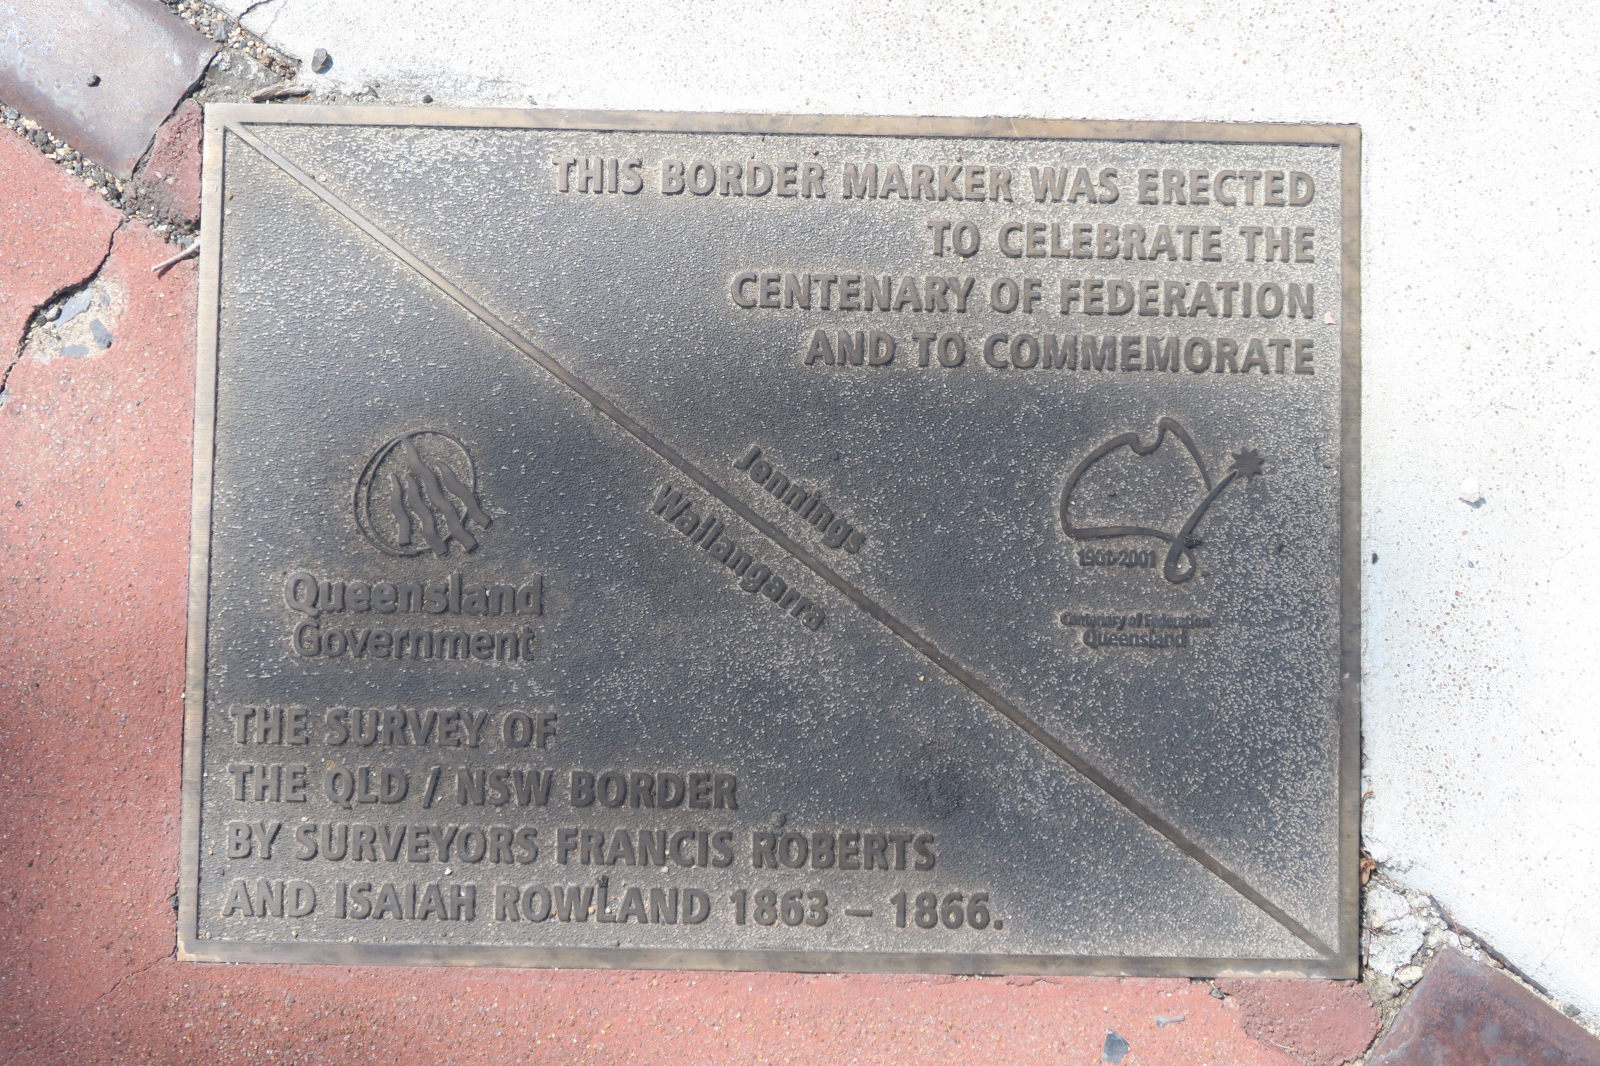 THIS BORDER MARKER WAS ERECTED
TO CELEBRATE THE
CENTENARY OF FEDERATION
AND TO COMMEMORATE
Jennings
Wallangarra
1901-2001
Centenary of Federation
Queensland
Queensland
Government
THE SURVEY OF
THE QLD / NSW BORDER
BY SURVEYORS FRANCIS ROBERTS
AND ISAIAH ROWLAND 1863 – 1866.